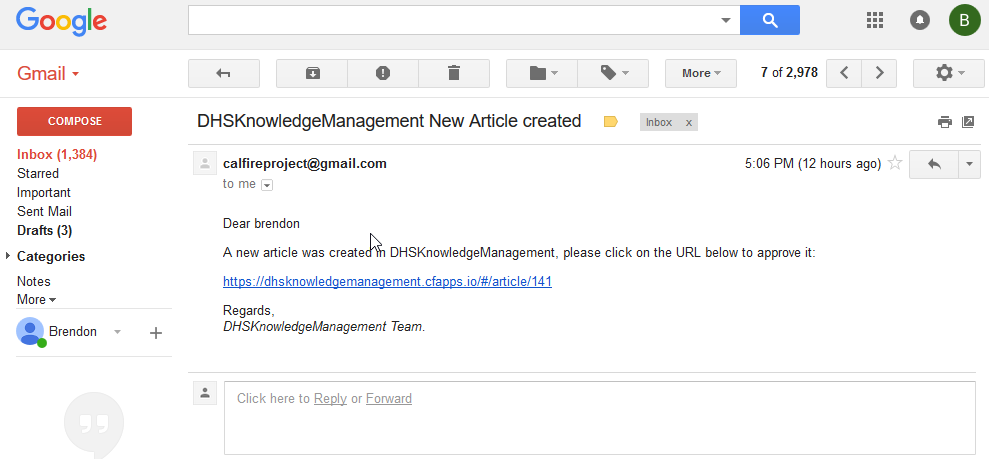 Google
B
Gmail
More
7 of 2,978
COMPOSE
DHSKnowledgeManagement New Article created
Inbox x
Inbox (1,384)
Starred
Important
Sent Mail
Drafts (3)
Categories
Notes
More
Brendon
calfireproject@gmail.com
5:06 PM (12 hours ago)
to me
Dear brendon
A new article was created in DHSKnowledgeManagement, please click on the URL below to approve it:
https://dhsknowledgemanagement.cfapps.io/#/article/141
Regards,
DHSKnowledgeManagement Team.
Click here to Reply or Forward